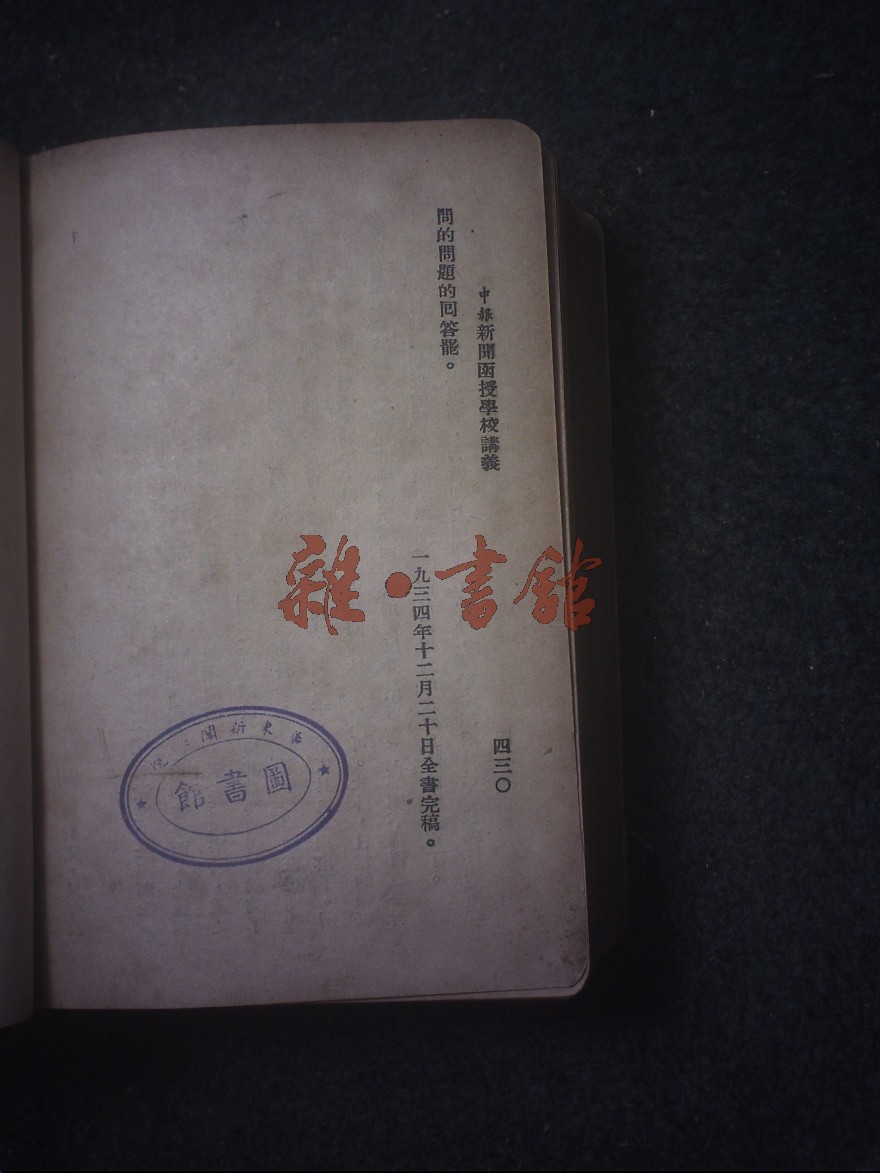 申報新聞函授學校講義
四三〇
問的問題的回答罷。
一九三四年十二月二十日全書完稿。
雜•書館
圖書館